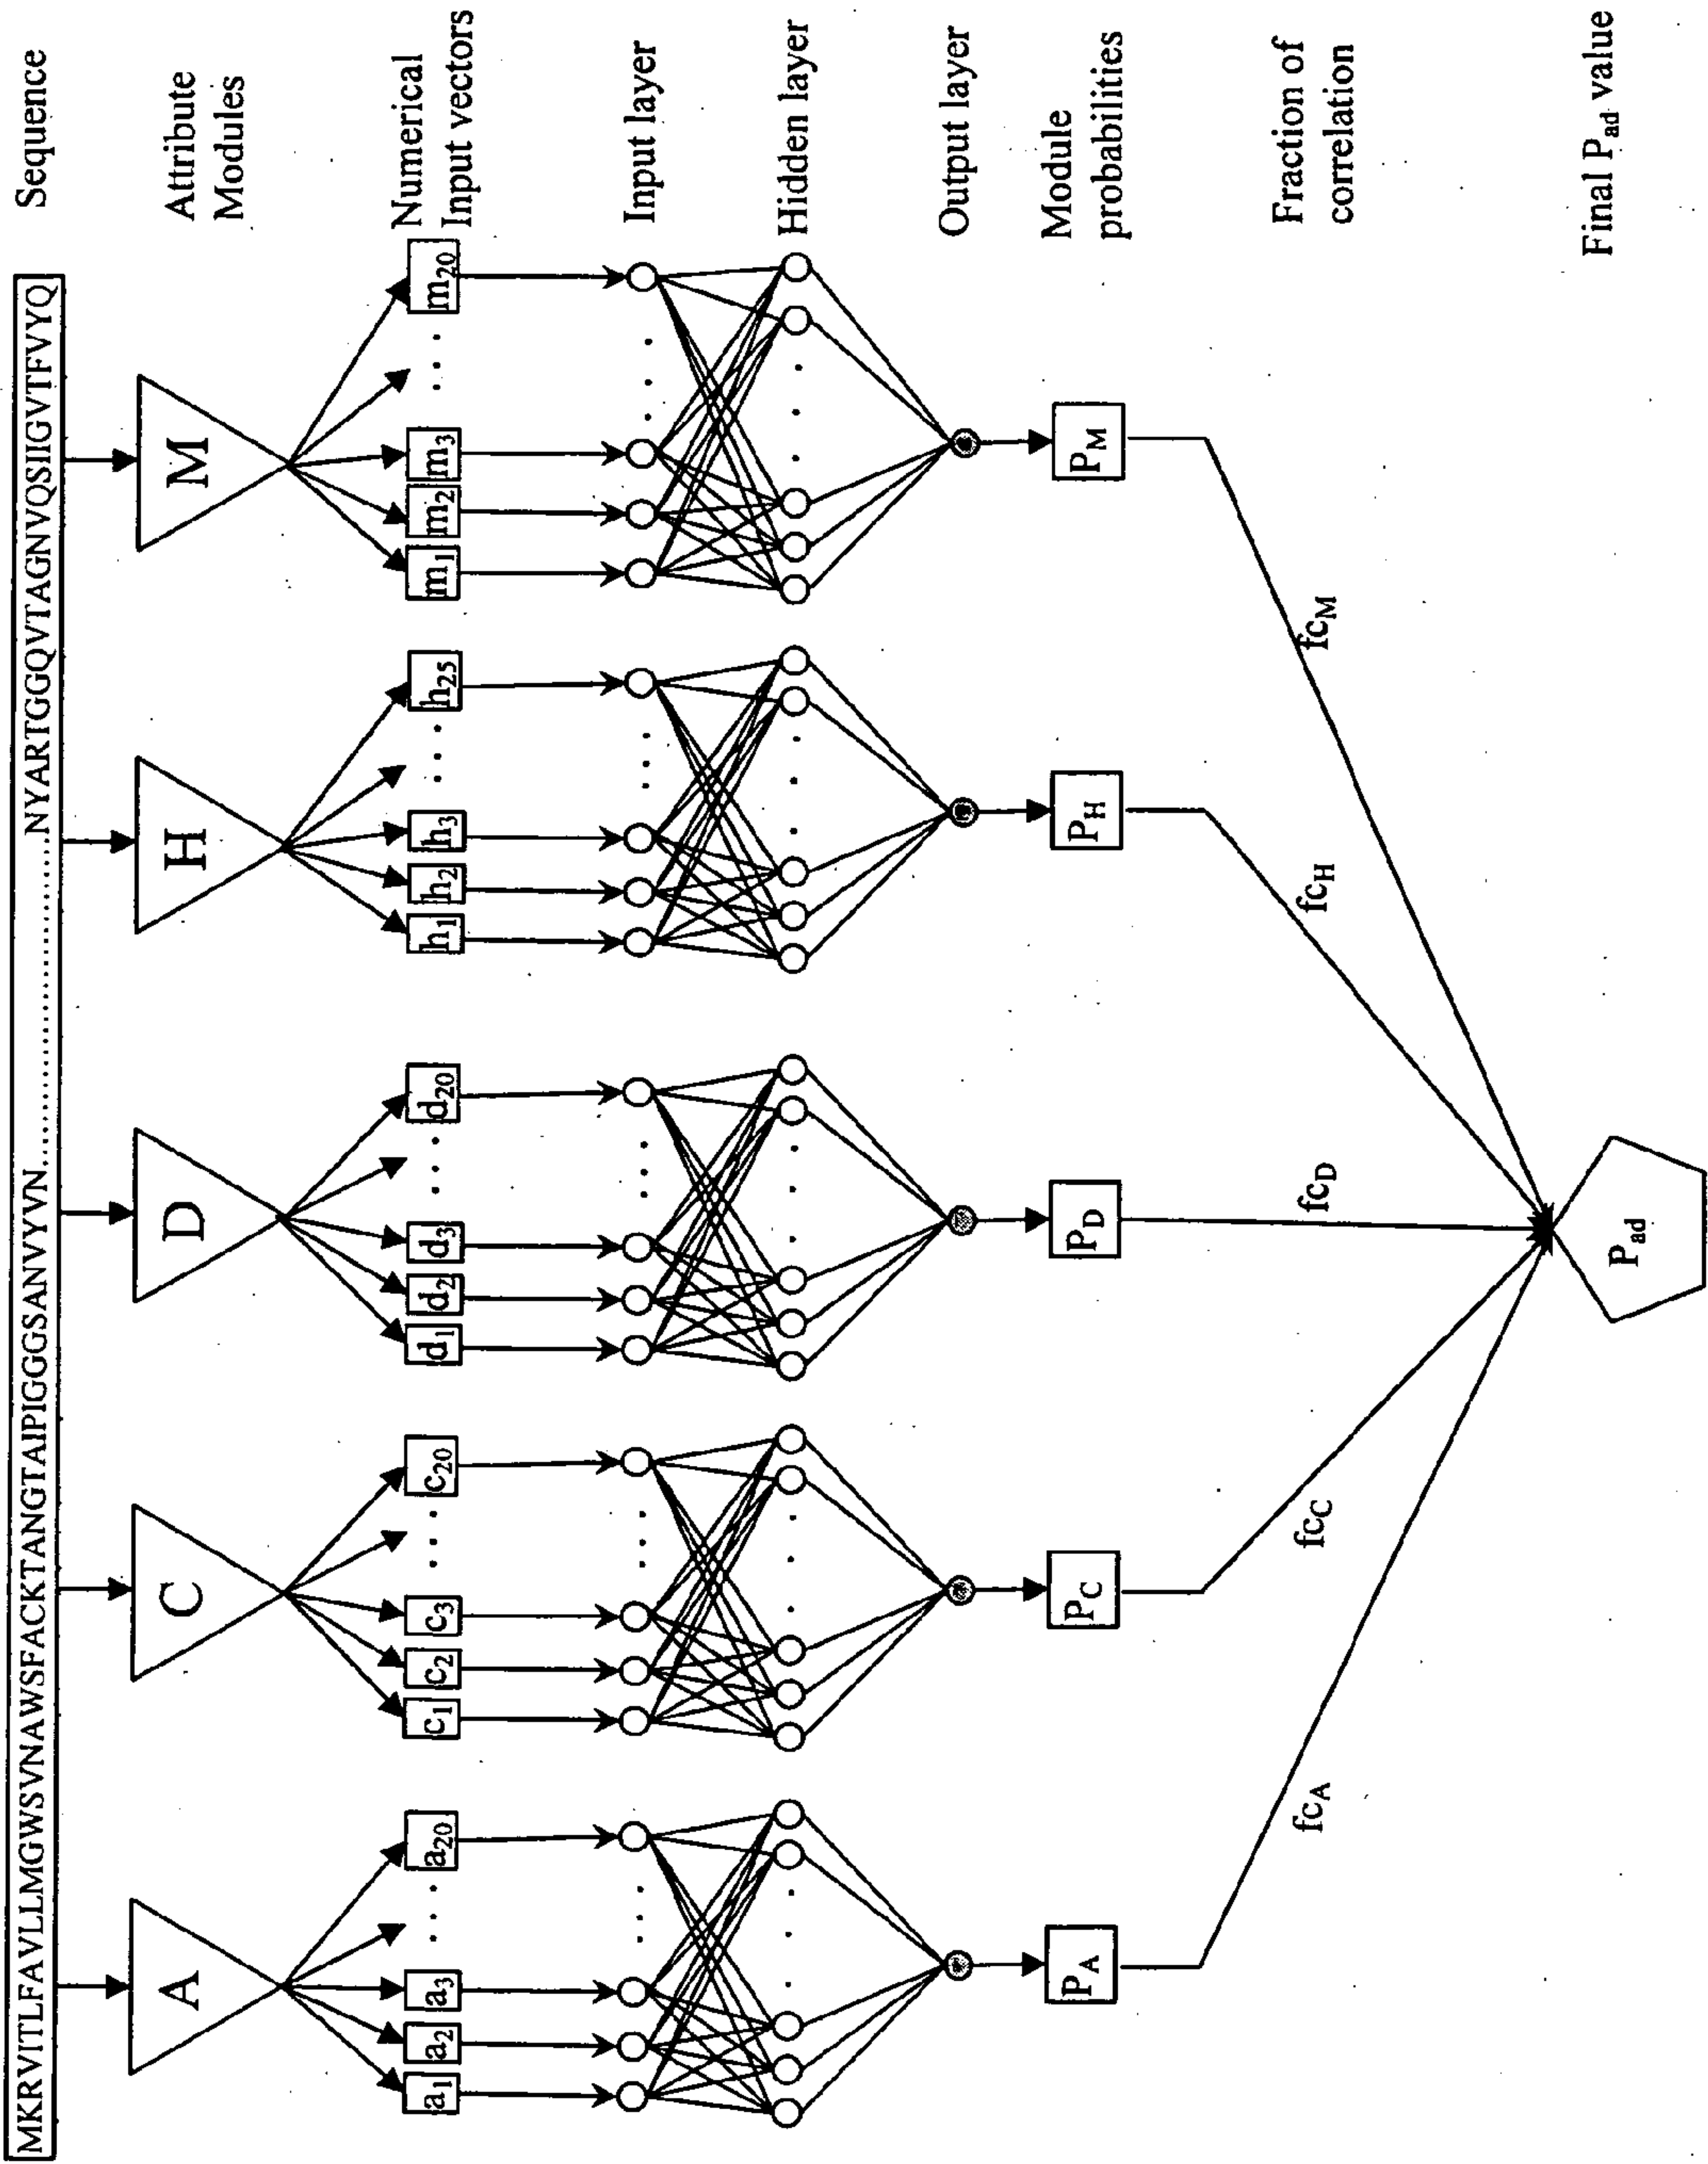 MKRVITLFAVLLMGWSVNAWSFACKTANGTAIPIGGGSANVYVN..............................NYARTGGQVTAGNVQSIIGVTFVYQ
Sequence
A C D H M
Attribute
Modules
a1 a2 a3 ... a20 c1 c2 c3 ... c20 d1 d2 d3 ... d20 h1 h2 h3 ... h25 m1 m2 m3 ... m20
Numerical
Input vectors
Input layer
Hidden layer
Output layer
PA PC PD PH PM
Module
probabilities
fcA fcC fcD fcH fcM
Fraction of
correlation
Pad
Final Pad value